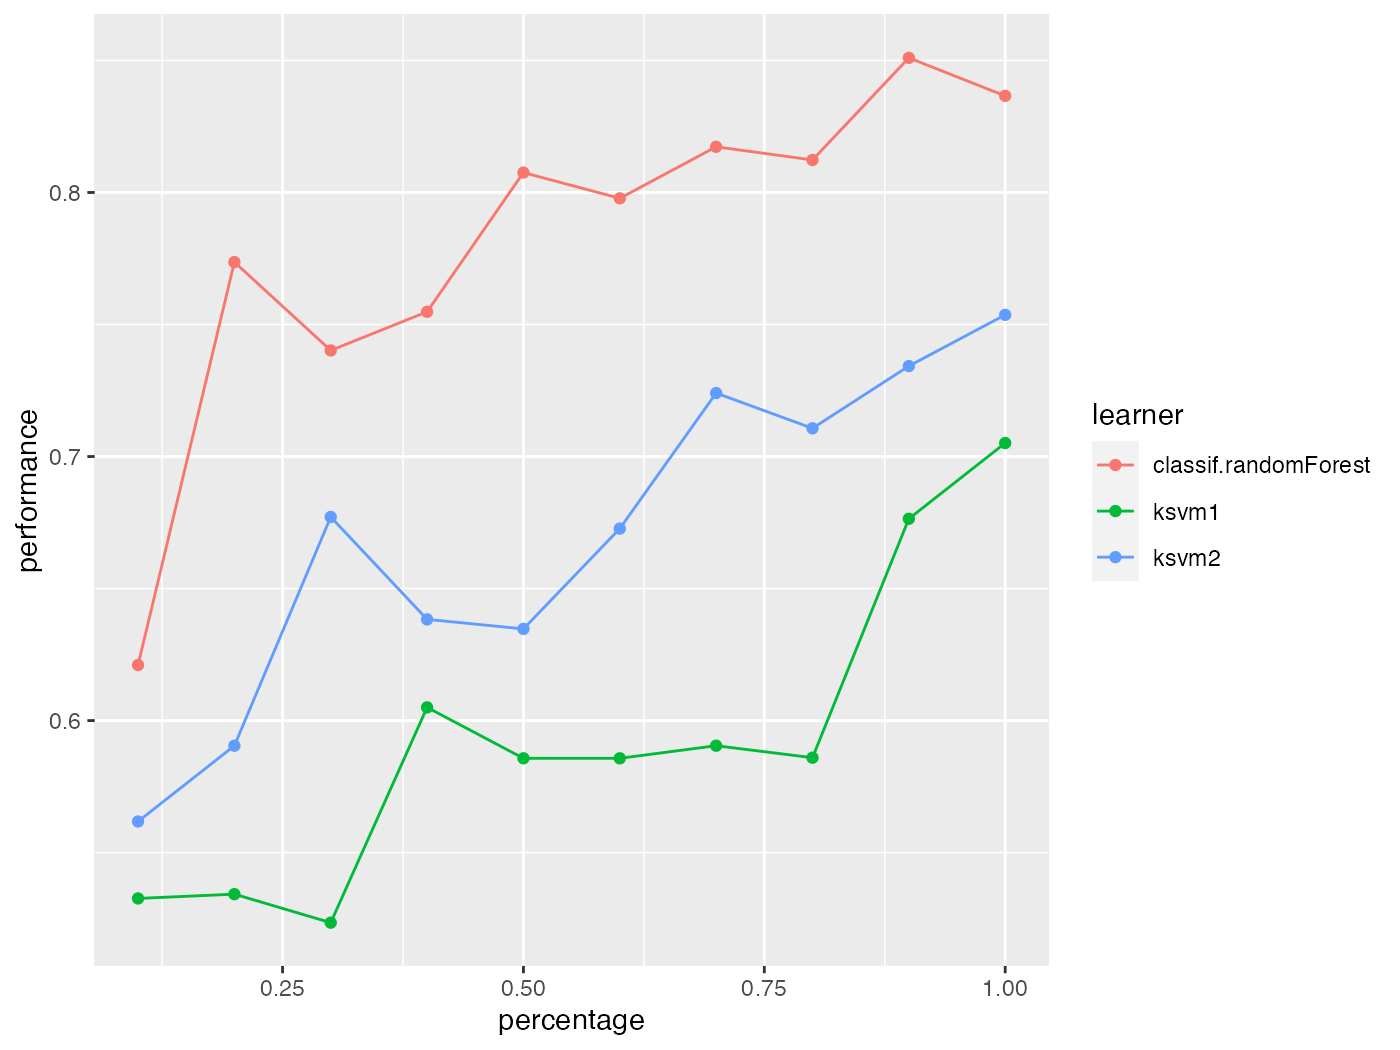 0.8
0.7
0.6
performance
0.25 0.50 0.75 1.00
percentage
learner
classif.randomForest
ksvm1
ksvm2